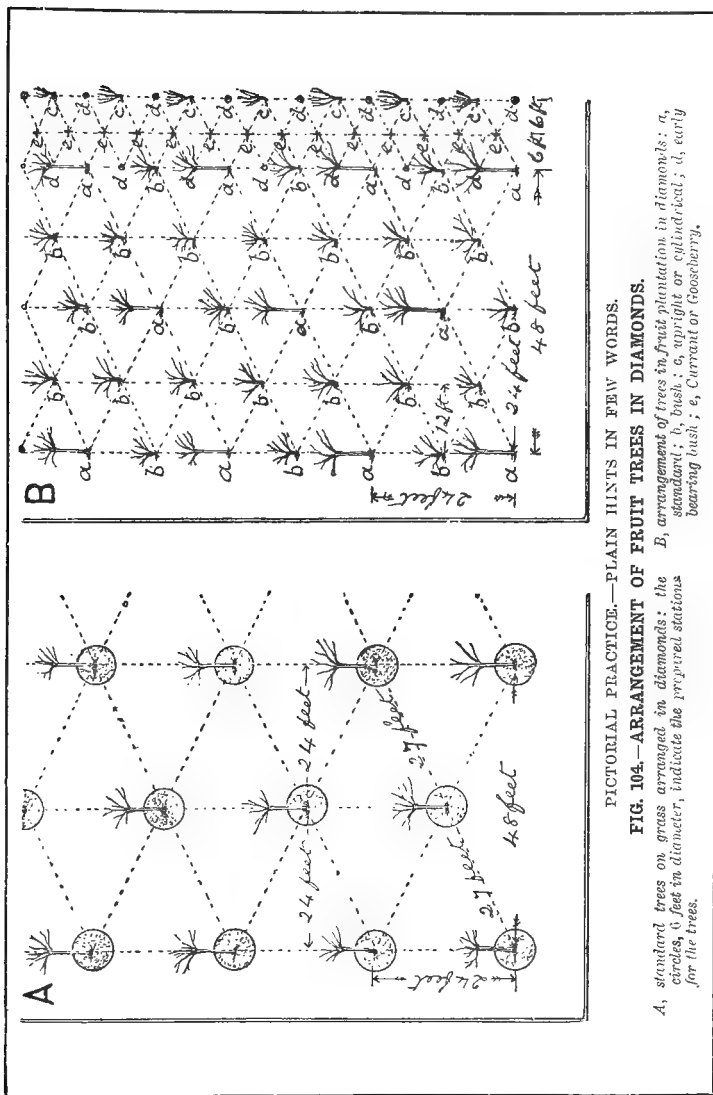 A
← 24 feet → ← 24 feet →
27 feet
27 feet
24 feet
48 feet
B
d e c
a b a e d
b b d e c
b a b e d
b b d e c
a b a e d
b b d e c
b a b e d
b b d e c
a b a e d
b b d e c
b a b e d
12 ft
b b d e c
a b a d
24 feet
24 feet
48 feet
6 ft 6 ft
PICTORIAL PRACTICE.—PLAIN HINTS IN FEW WORDS.
FIG. 104.—ARRANGEMENT OF FRUIT TREES IN DIAMONDS.
A, standard trees on grass arranged in diamonds: the
circles, 6 feet in diameter, indicate the prepared stations
for the trees.
B, arrangement of trees in fruit plantation in diamonds: a,
standard; b, bush; c, upright or cylindrical; d, early
bearing bush; e, Currant or Gooseberry.